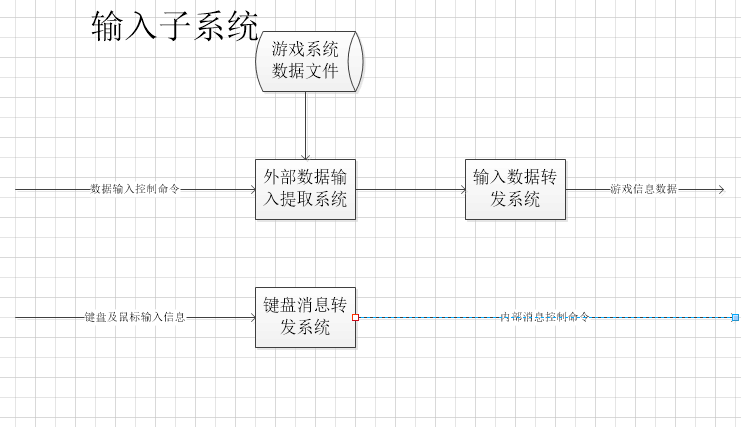 输入子系统
游戏系统
数据文件
数据输入控制命令
外部数据输
入提取系统
输入数据转
发系统
游戏信息数据
键盘及鼠标输入信息
键盘消息转
发系统
内部消息控制命令